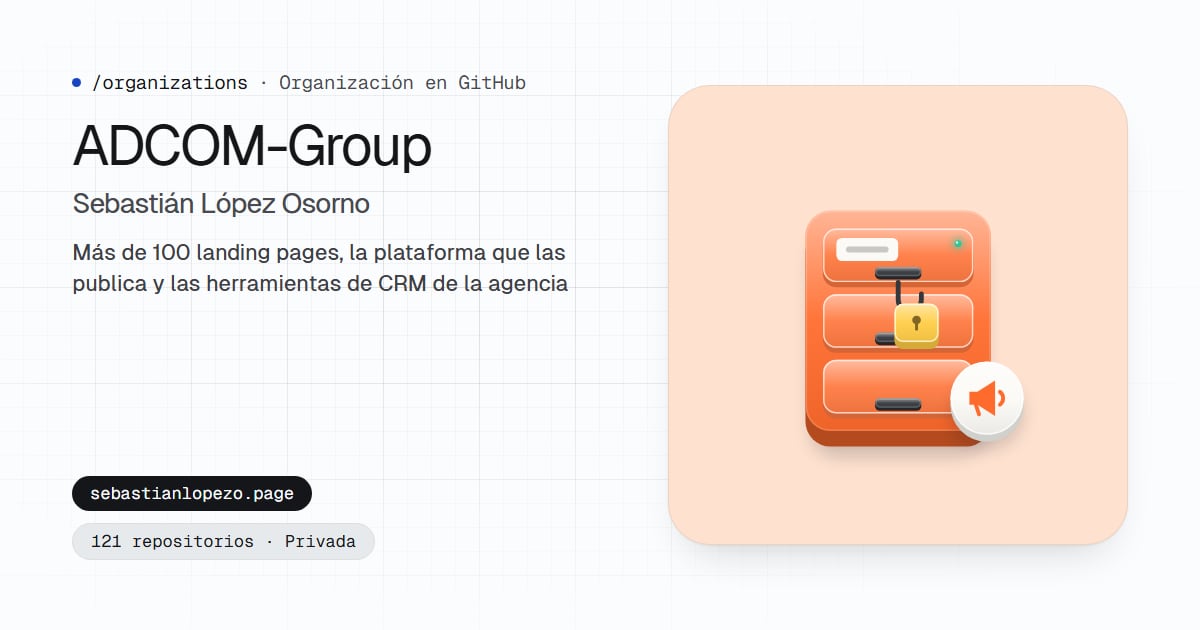 /organizations · Organización en GitHub
ADCOM-Group
Sebastián López Osorno
Más de 100 landing pages, la plataforma que las
publica y las herramientas de CRM de la agencia
sebastianlopezo.page
121 repositorios · Privada